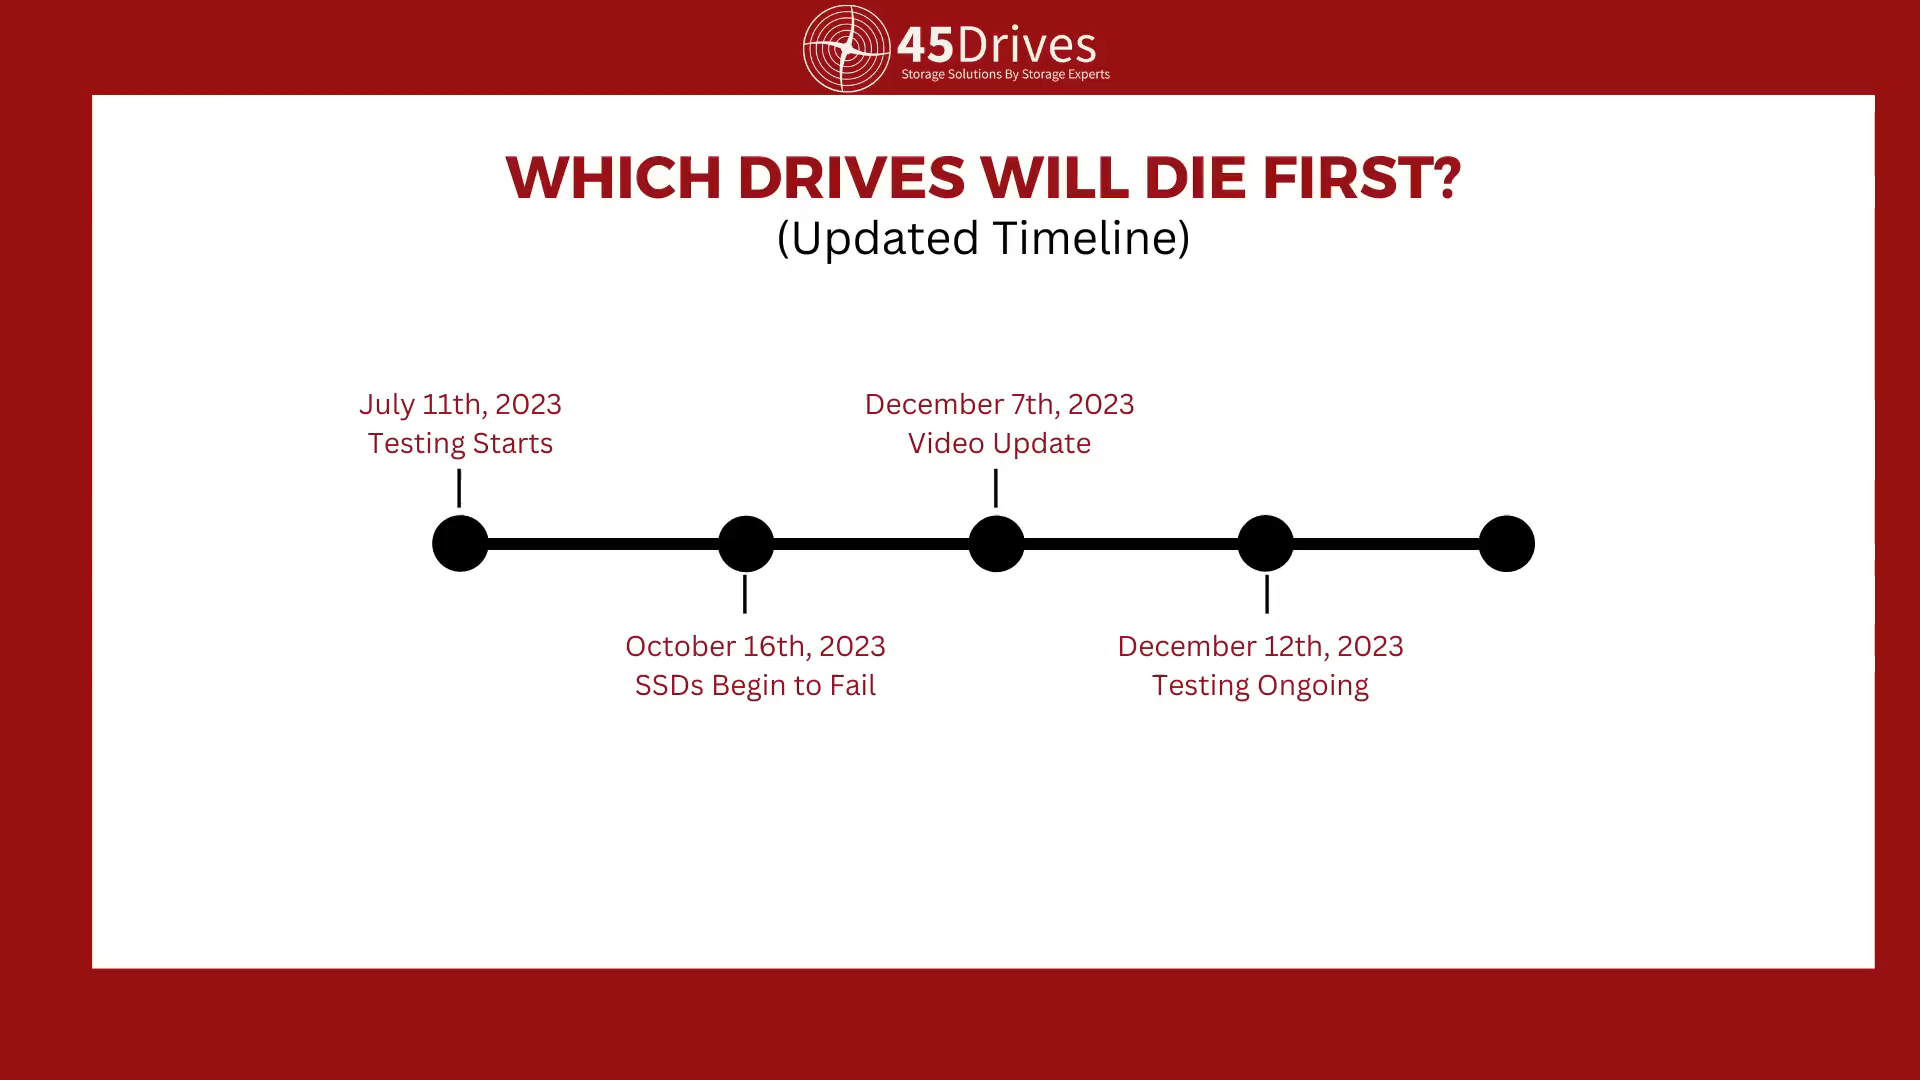 45Drives
Storage Solutions By Storage Experts
WHICH DRIVES WILL DIE FIRST?
(Updated Timeline)
July 11th, 2023
Testing Starts
December 7th, 2023
Video Update
October 16th, 2023
SSDs Begin to Fail
December 12th, 2023
Testing Ongoing